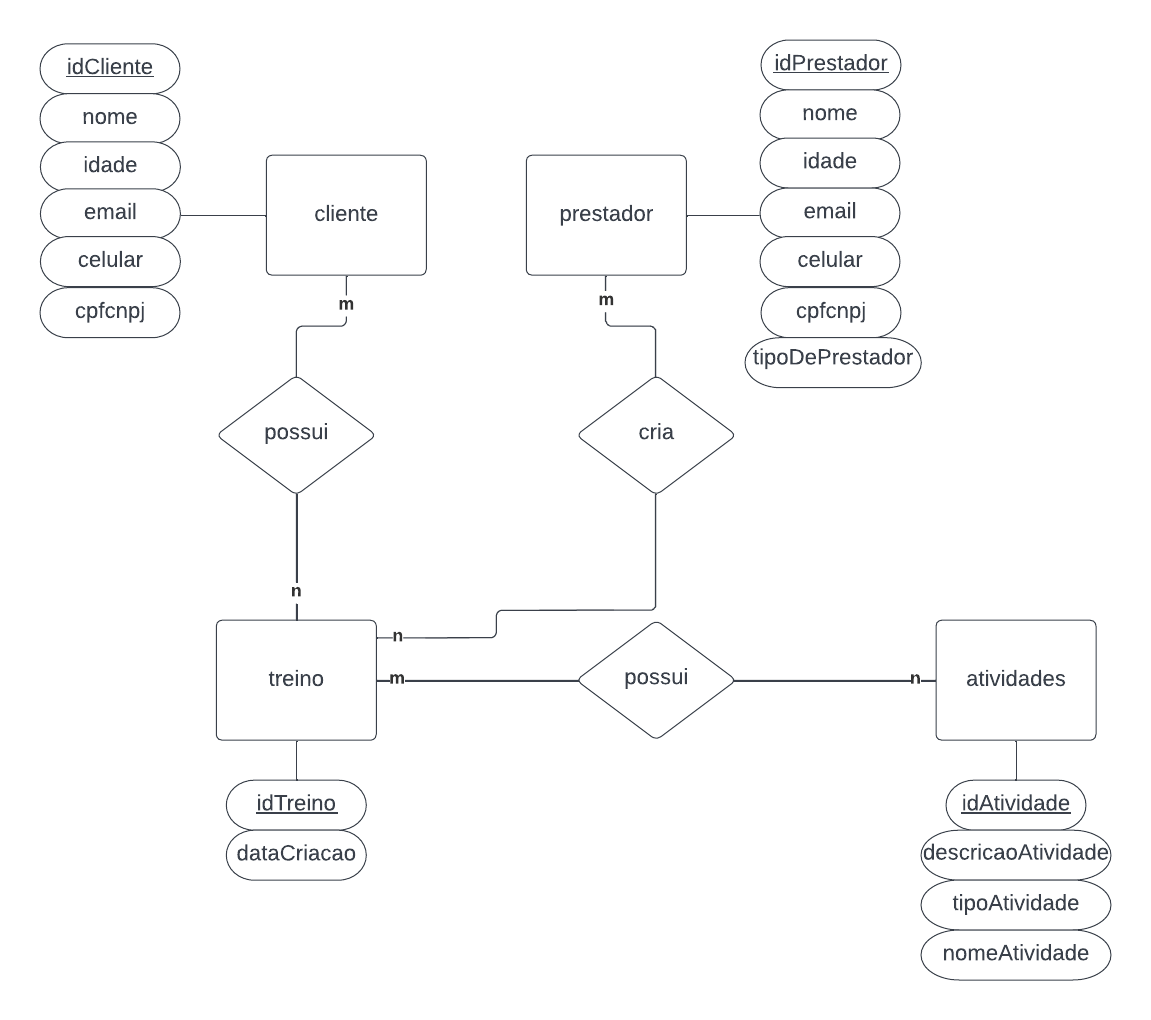 idCliente
nome
idade
email
celular
cpfcnpj
cliente
prestador
idPrestador
nome
idade
email
celular
cpfcnpj
tipoDePrestador
m
m
possui
cria
n
n
treino
m
possui
n
atividades
idTreino
dataCriacao
idAtividade
descricaoAtividade
tipoAtividade
nomeAtividade